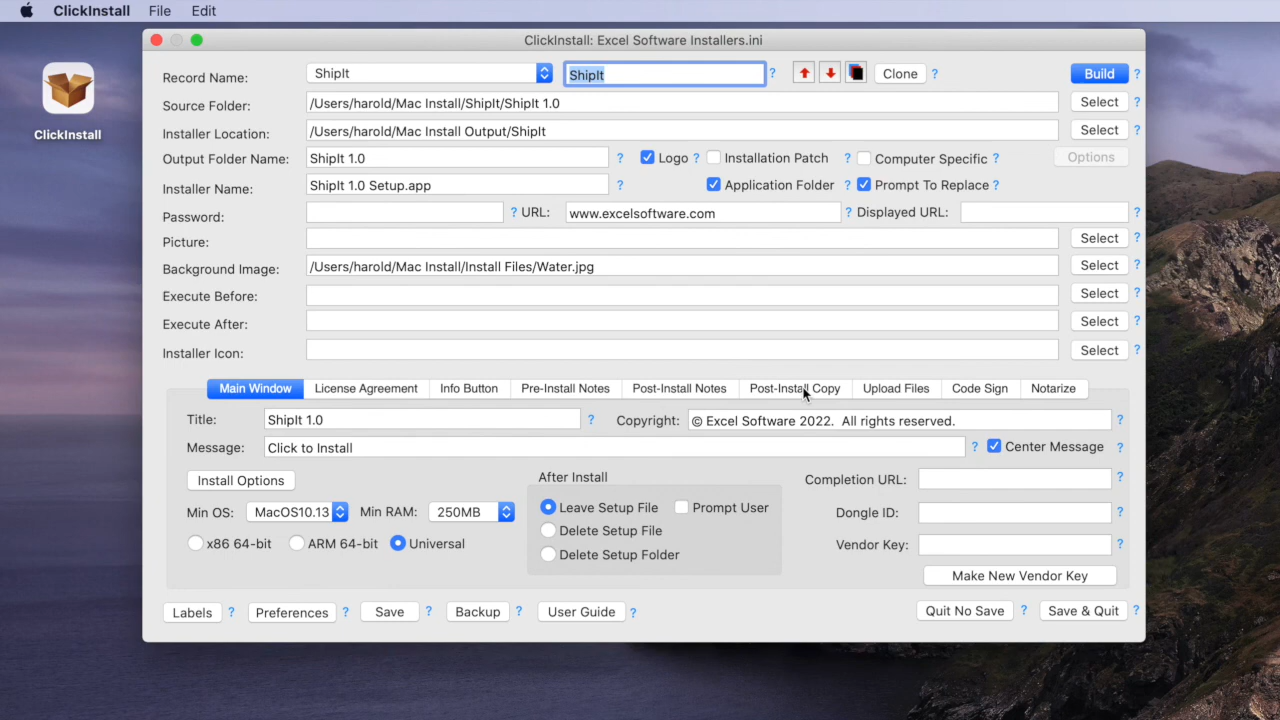 ClickInstall File Edit
ClickInstall: Excel Software Installers.ini
ClickInstall
Record Name: ShipIt ShipIt ? Clone ? Build ?
Source Folder: /Users/harold/Mac Install/ShipIt/ShipIt 1.0 Select ?
Installer Location: /Users/harold/Mac Install Output/ShipIt Select ?
Output Folder Name: ShipIt 1.0 ? Logo ? Installation Patch ? Computer Specific ? Options
Installer Name: ShipIt 1.0 Setup.app ? Application Folder ? Prompt To Replace ?
Password: ? URL: www.excelsoftware.com ? Displayed URL: ?
Picture: Select ?
Background Image: /Users/harold/Mac Install/Install Files/Water.jpg Select ?
Execute Before: Select ?
Execute After: Select ?
Installer Icon: Select ?
Main Window License Agreement Info Button Pre-Install Notes Post-Install Notes Post-Install Copy Upload Files Code Sign Notarize
Title: ShipIt 1.0 ? Copyright: © Excel Software 2022. All rights reserved. ?
Message: Click to Install ? Center Message ?
Install Options After Install Completion URL: ?
Min OS: MacOS10.13 Min RAM: 250MB Leave Setup File Prompt User Dongle ID: ?
Delete Setup File
x86 64-bit ARM 64-bit Universal Delete Setup Folder Vendor Key: ?
Make New Vendor Key
Labels ? Preferences ? Save ? Backup ? User Guide ? Quit No Save ? Save & Quit ?